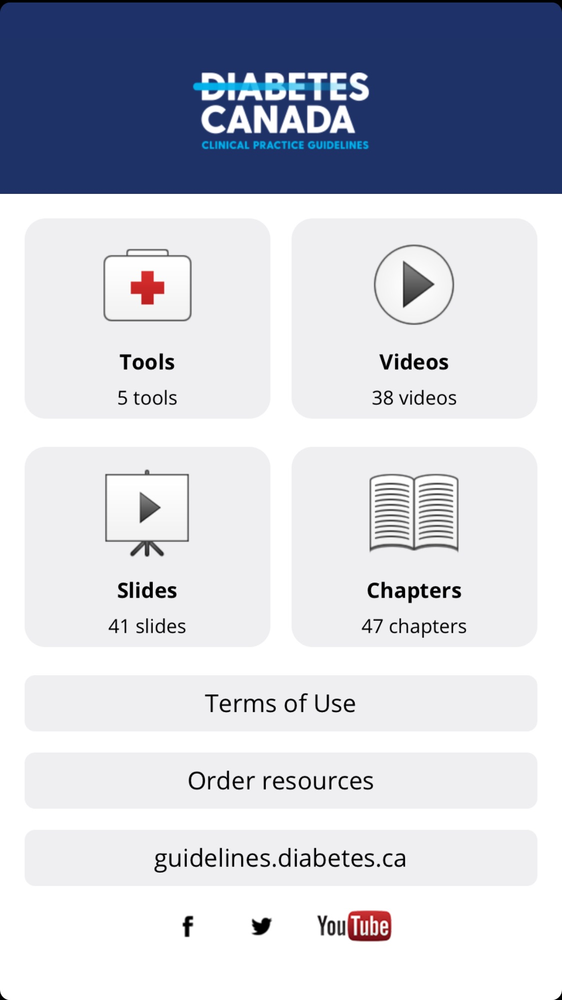 DIABETES
CANADA
CLINICAL PRACTICE GUIDELINES
Tools
5 tools
Videos
38 videos
Slides
41 slides
Chapters
47 chapters
Terms of Use
Order resources
guidelines.diabetes.ca
f
YouTube